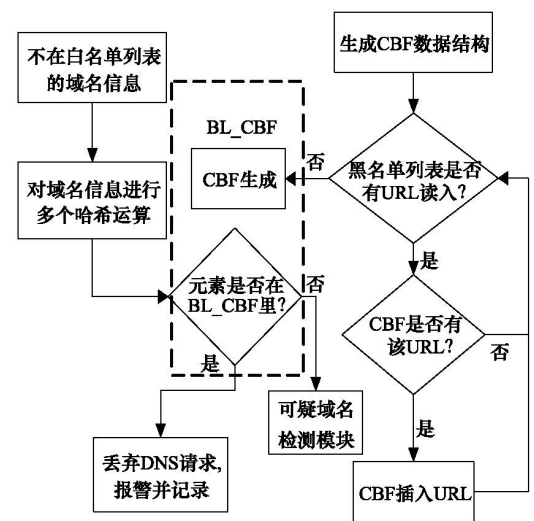 不在白名单列表
的域名信息
对域名信息进行
多个哈希运算
BL_CBF
CBF生成
元素是否在
BL_CBF里?
是
否
丢弃DNS请求,
报警并记录
可疑域名
检测模块
生成CBF数据结构
黑名单列表是否
有URL读入?
否
是
CBF是否有
该URL?
否
是
CBF插入URL